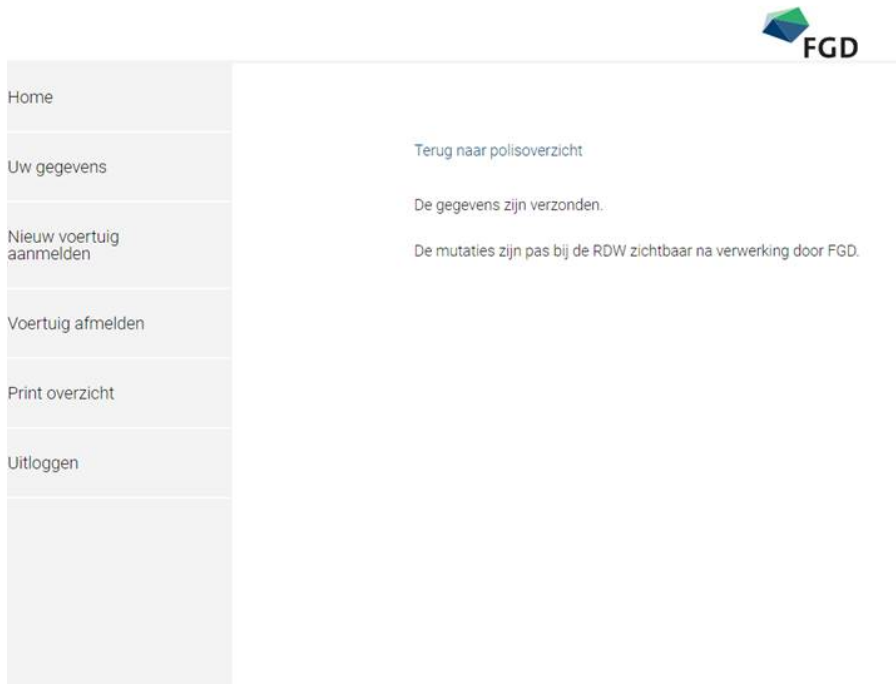 FGD
Home
Uw gegevens
Nieuw voertuig
aanmelden
Voertuig afmelden
Print overzicht
Uitloggen
Terug naar polisoverzicht
De gegevens zijn verzonden.
De mutaties zijn pas bij de RDW zichtbaar na verwerking door FGD.